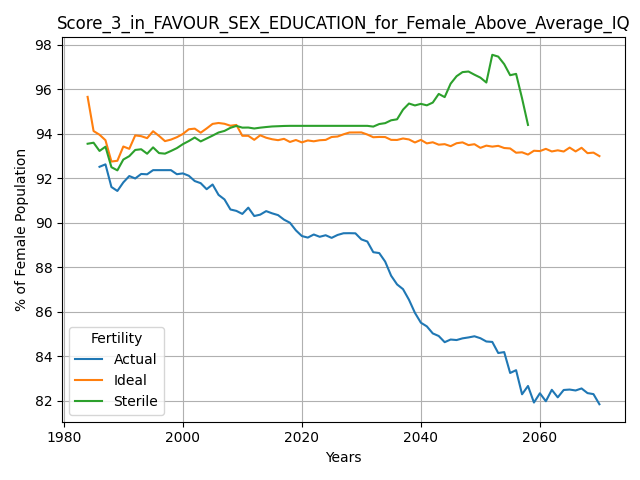 Score_3_in_FAVOUR_SEX_EDUCATION_for_Female_Above_Average_IQ
% of Female Population
98
96
94
92
90
88
86
84
82
Fertility
Actual
Ideal
Sterile
1980 2000 2020 2040 2060
Years